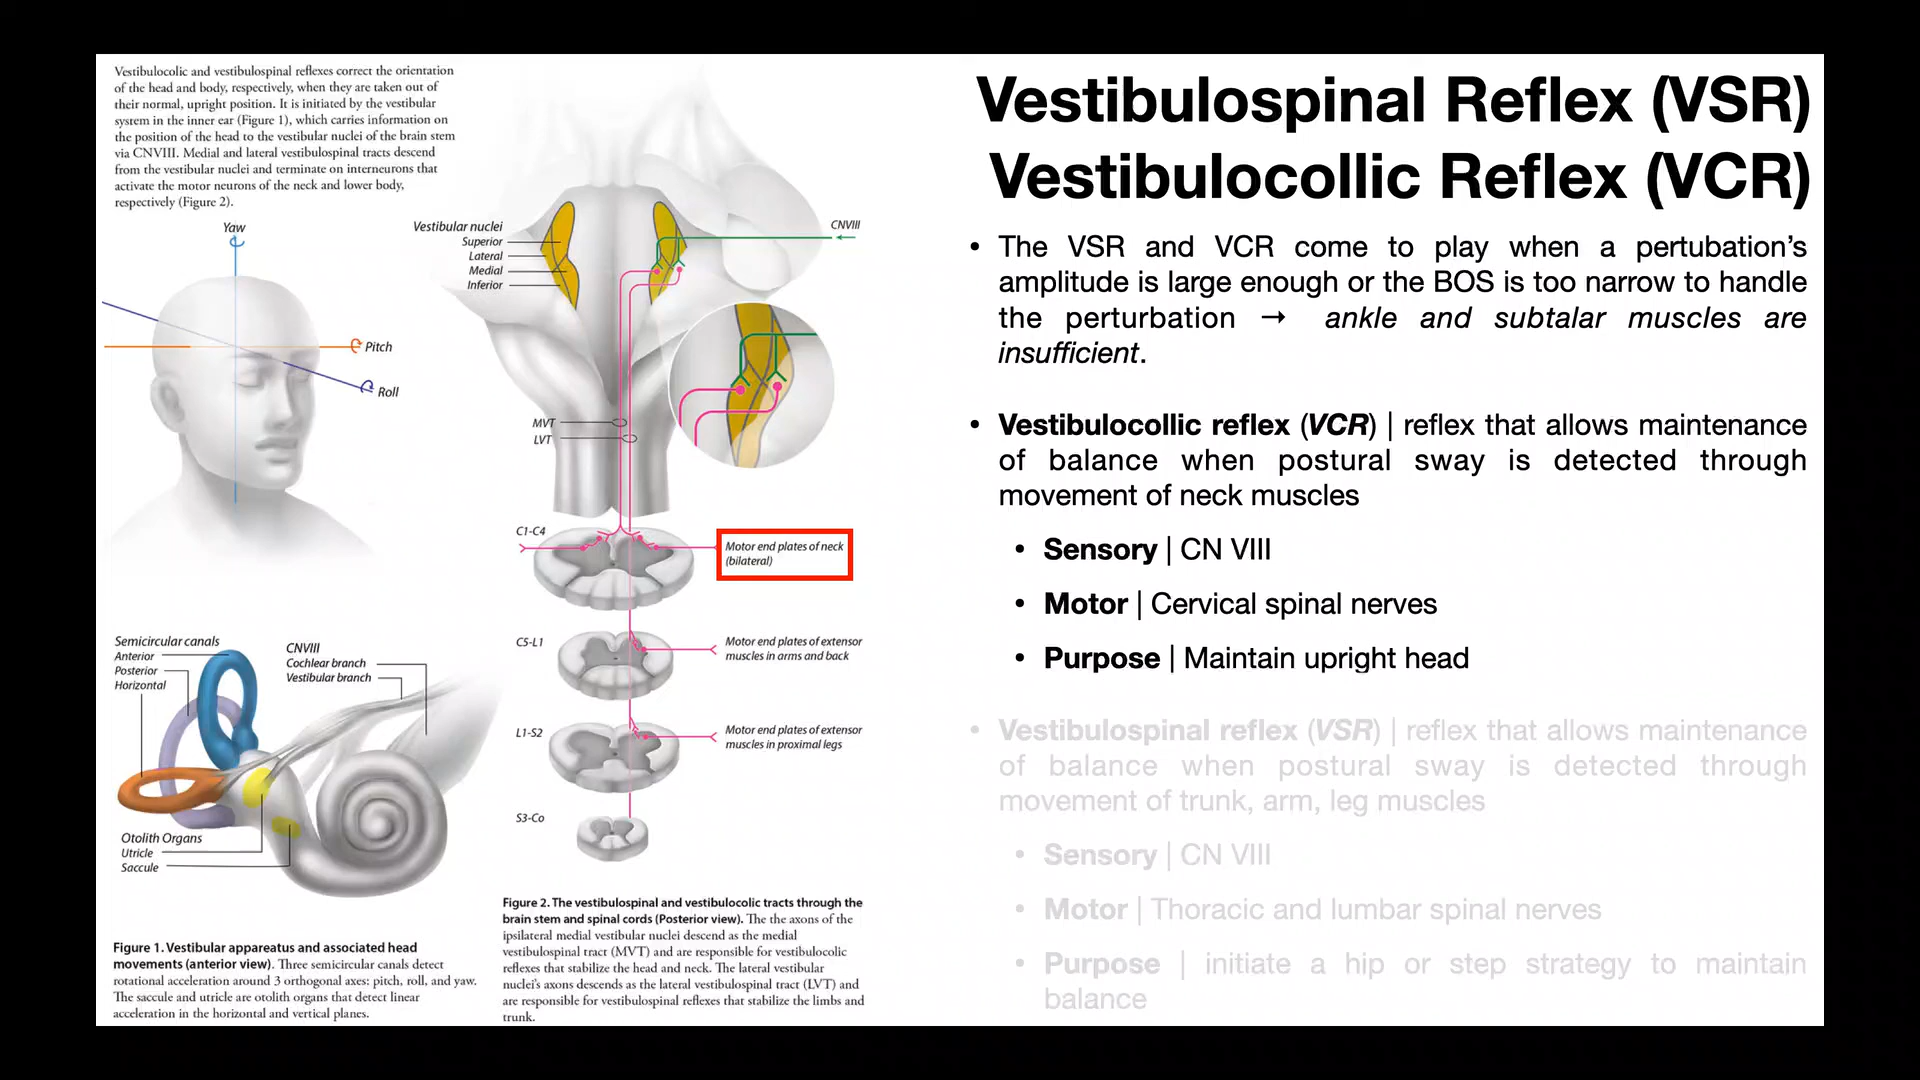 Vestibulocolic and vestibulospinal reflexes correct the orientation
of the head and body, respectively, when they are taken out of
their normal, upright position. It is initiated by the vestibular
system in the inner ear (Figure 1), which carries information on
the position of the head to the vestibular nuclei of the brain stem
via CNVIII. Medial and lateral vestibulospinal tracts descend
from the vestibular nuclei and terminate on interneurons that
activate the motor neurons of the neck and lower body,
respectively (Figure 2).
Yaw
Pitch
Roll
Semicircular canals
Anterior
Posterior
Horizontal
CNVIII
Cochlear branch
Vestibular branch
Otolith Organs
Utricle
Saccule
Figure 1. Vestibular appareatus and associated head
movements (anterior view). Three semicircular canals detect
rotational acceleration around 3 orthogonal axes: pitch, roll, and yaw.
The saccule and utricle are otolith organs that detect linear
acceleration in the horizontal and vertical planes.
Vestibular nuclei
Superior
Lateral
Medial
Inferior
CNVIII
MVT
LVT
C1-C4
Motor end plates of neck
(bilateral)
C5-L1
Motor end plates of extensor
muscles in arms and back
L1-S2
Motor end plates of extensor
muscles in proximal legs
S3-Co
Figure 2. The vestibulospinal and vestibulocolic tracts through the
brain stem and spinal cords (Posterior view). The the axons of the
ipsilateral medial vestibular nuclei descend as the medial
vestibulospinal tract (MVT) and are responsible for vestibulocolic
reflexes that stabilize the head and neck. The lateral vestibular
nuclei's axons descends as the lateral vestibulospinal tract (LVT) and
are responsible for vestibulospinal reflexes that stabilize the limbs and
trunk.
Vestibulospinal Reflex (VSR)
Vestibulocollic Reflex (VCR)
• The VSR and VCR come to play when a pertubation's
amplitude is large enough or the BOS is too narrow to handle
the perturbation → ankle and subtalar muscles are
insufficient.
• Vestibulocollic reflex (VCR) | reflex that allows maintenance
of balance when postural sway is detected through
movement of neck muscles
• Sensory | CN VIII
• Motor | Cervical spinal nerves
• Purpose | Maintain upright head
• Vestibulospinal reflex (VSR) | reflex that allows maintenance
of balance when postural sway is detected through
movement of trunk, arm, leg muscles
• Sensory | CN VIII
• Motor | Thoracic and lumbar spinal nerves
• Purpose | initiate a hip or step strategy to maintain
balance